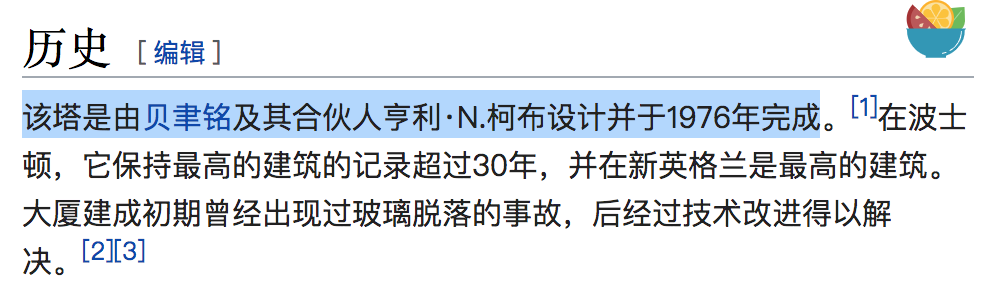 历史 [ 编辑 ]
该塔是由贝聿铭及其合伙人亨利·N.柯布设计并于1976年完成。[1]在波士
顿，它保持最高的建筑的记录超过30年，并在新英格兰是最高的建筑。
大厦建成初期曾经出现过玻璃脱落的事故，后经过技术改进得以解
决。[2][3]